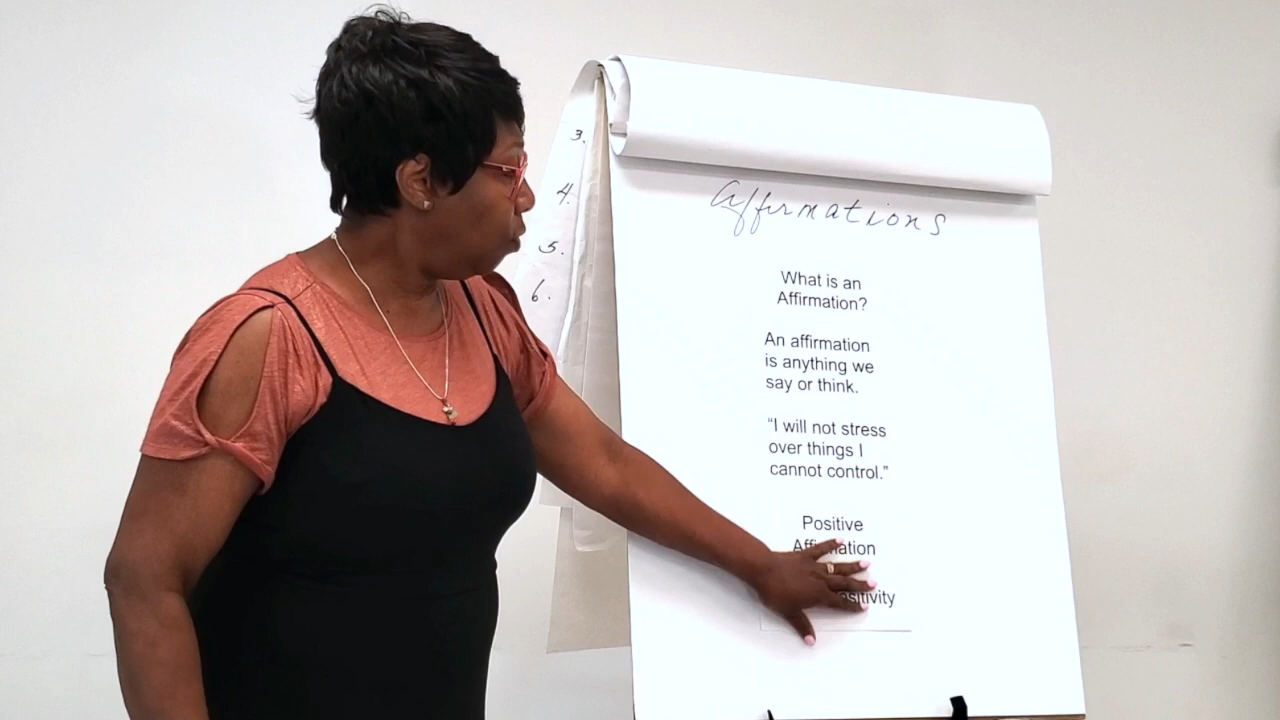 3.
4.
5.
6.
Affirmations
What is an
Affirmation?
An affirmation
is anything we
say or think.
“I will not stress
over things I
cannot control.”
Positive